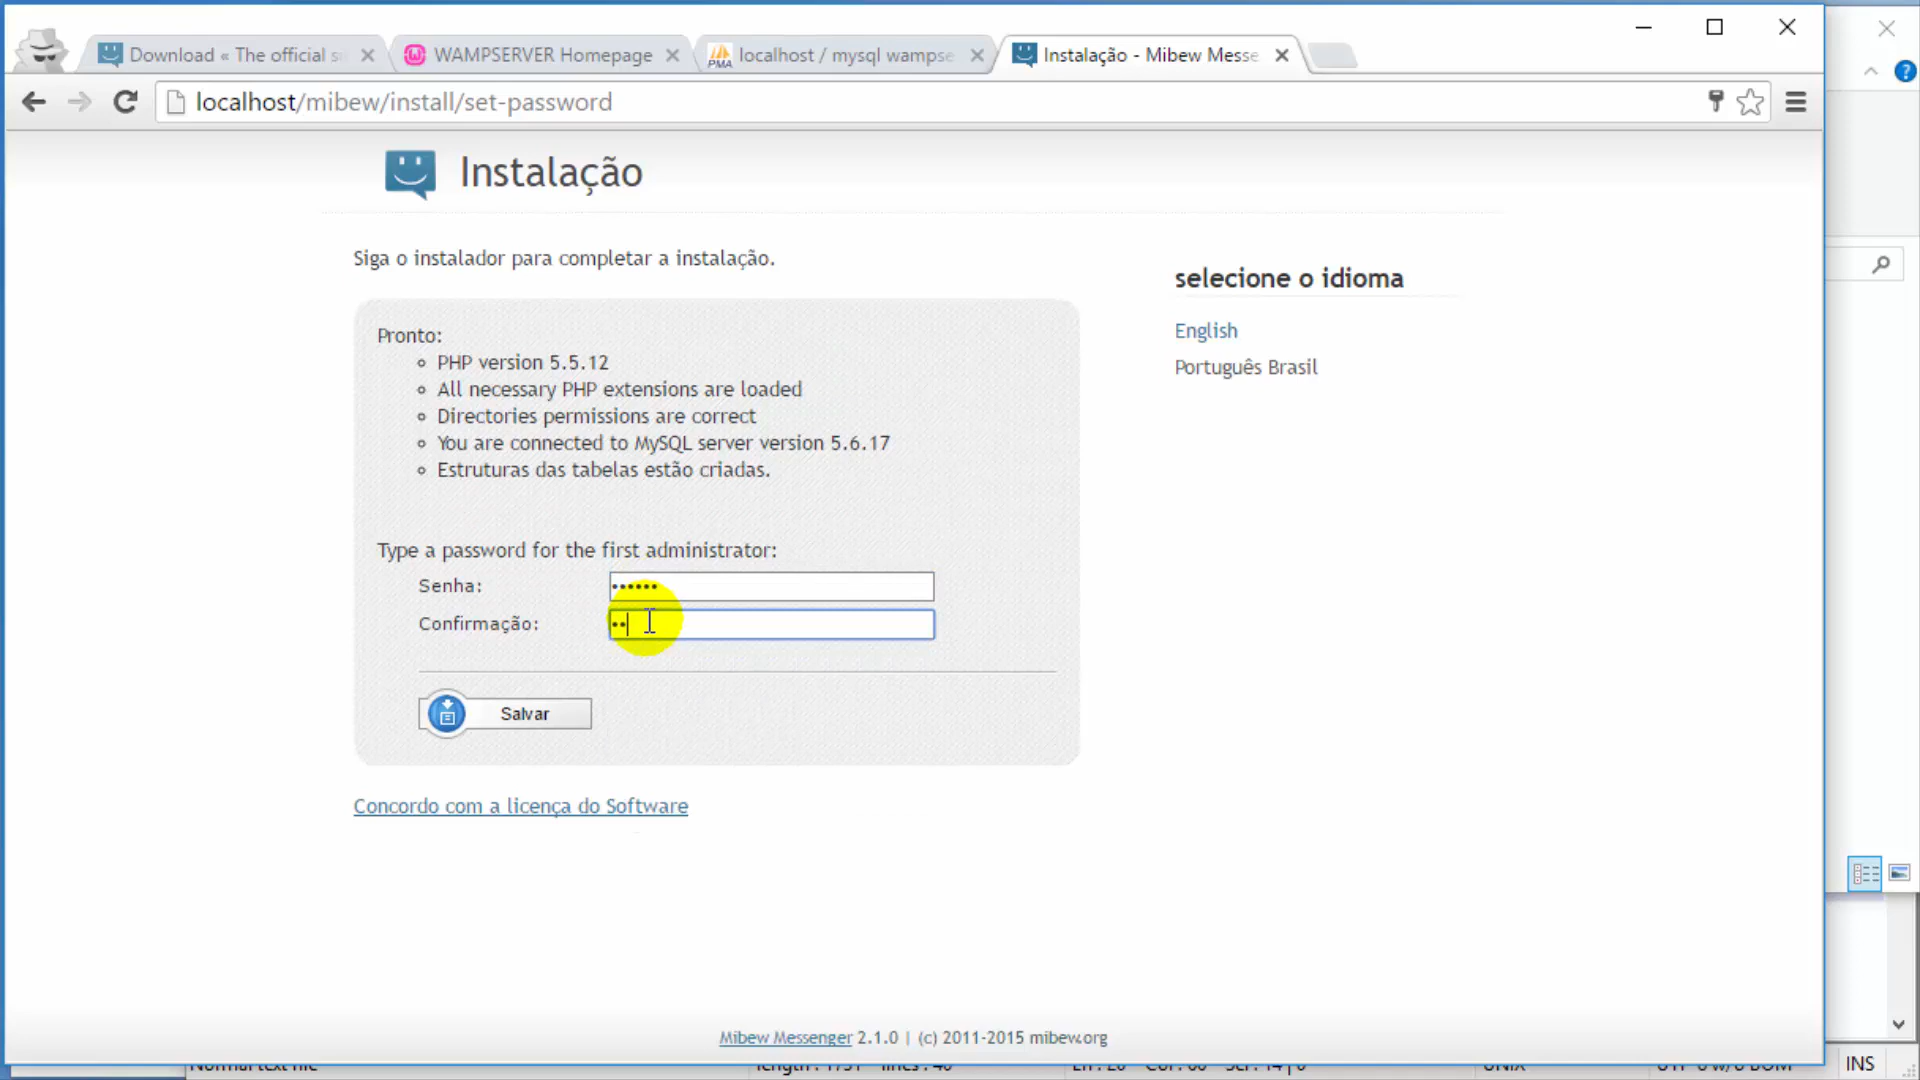 Download « The official s
WAMPSERVER Homepage
localhost / mysql wampse
Instalação - Mibew Messe
localhost/mibew/install/set-password
Instalação
Siga o instalador para completar a instalação.
selecione o idioma
English
Português Brasil
Pronto:
PHP version 5.5.12
All necessary PHP extensions are loaded
Directories permissions are correct
You are connected to MySQL server version 5.6.17
Estruturas das tabelas estão criadas.
Type a password for the first administrator:
Senha:
Confirmação:
Salvar
Concordo com a licença do Software
Mibew Messenger 2.1.0 | (c) 2011-2015 mibew.org
Normal text file
INS